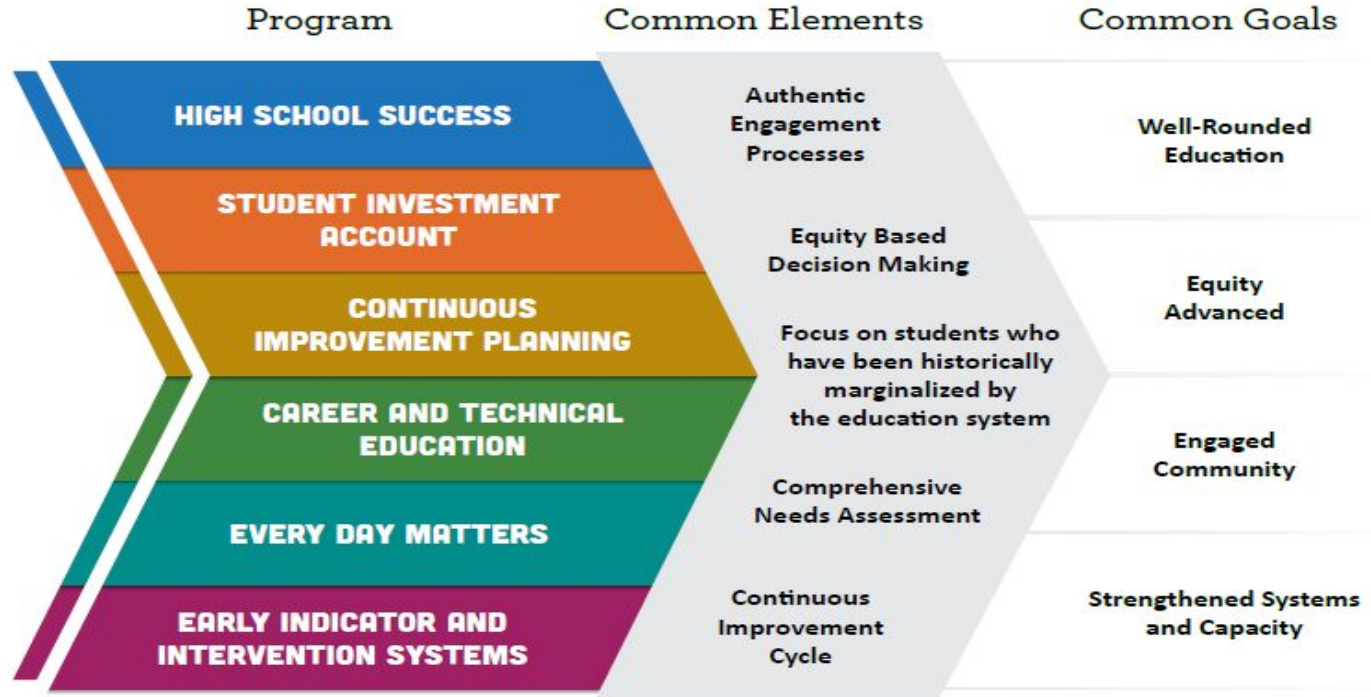 Program
Common Elements
Common Goals
HIGH SCHOOL SUCCESS
STUDENT INVESTMENT
ACCOUNT
CONTINUOUS
IMPROVEMENT PLANNING
CAREER AND TECHNICAL
EDUCATION
EVERY DAY MATTERS
EARLY INDICATOR AND
INTERVENTION SYSTEMS
Authentic
Engagement
Processes
Equity Based
Decision Making
Focus on students who
have been historically
marginalized by
the education system
Comprehensive
Needs Assessment
Continuous
Improvement
Cycle
Well-Rounded
Education
Equity
Advanced
Engaged
Community
Strengthened Systems
and Capacity